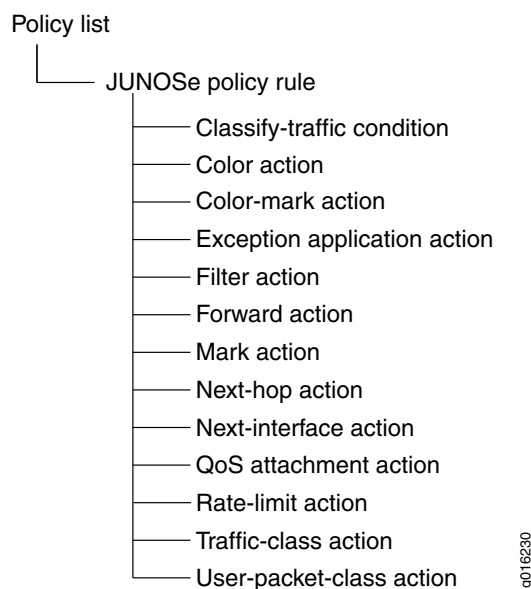 Policy list
JUNOSe policy rule
Classify-traffic condition
Color action
Color-mark action
Exception application action
Filter action
Forward action
Mark action
Next-hop action
Next-interface action
QoS attachment action
Rate-limit action
Traffic-class action
User-packet-class action
g016230